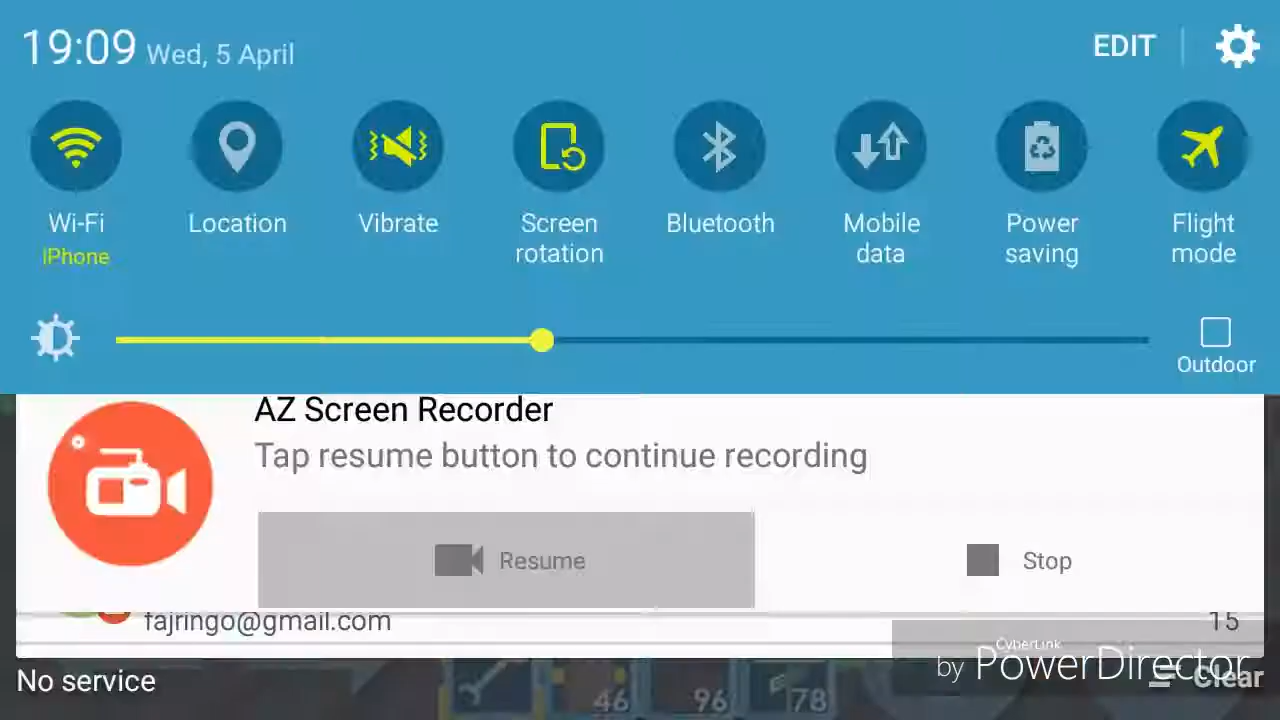 19:09 Wed, 5 April
EDIT
Wi-Fi
iPhone
Location
Vibrate
Screen
rotation
Bluetooth
Mobile
data
Power
saving
Flight
mode
Outdoor
AZ Screen Recorder
Tap resume button to continue recording
Resume
Stop
fajringo@gmail.com
15
CyberLink
by PowerDirector
No service
Clear
46
96
78